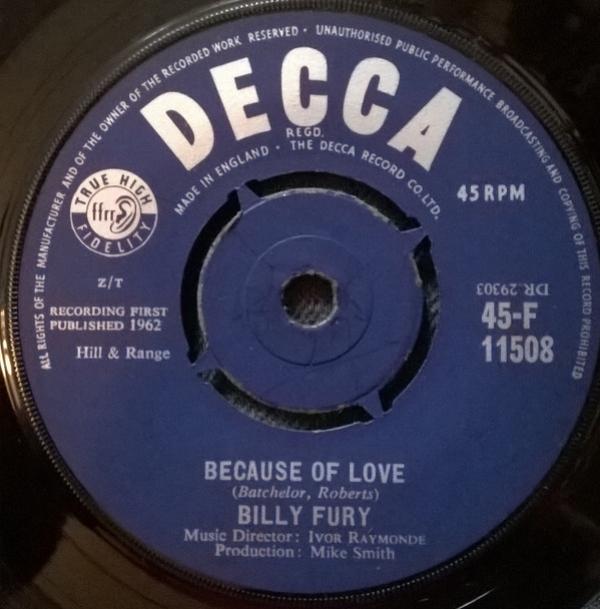 ALL RIGHTS OF THE MANUFACTURER AND OF THE OWNER OF THE RECORDED WORK RESERVED · UNAUTHORISED PUBLIC PERFORMANCE BROADCASTING AND COPYING OF THIS RECORD PROHIBITED
DECCA
REGD.
MADE IN ENGLAND · THE DECCA RECORD CO. LTD.
TRUE HIGH
ffrr
FIDELITY
45 RPM
Z/T
DR.29303
RECORDING FIRST
PUBLISHED 1962
45-F
11508
Hill & Range
BECAUSE OF LOVE
(Batchelor, Roberts)
BILLY FURY
Music Director: IVOR RAYMONDE
Production: Mike Smith